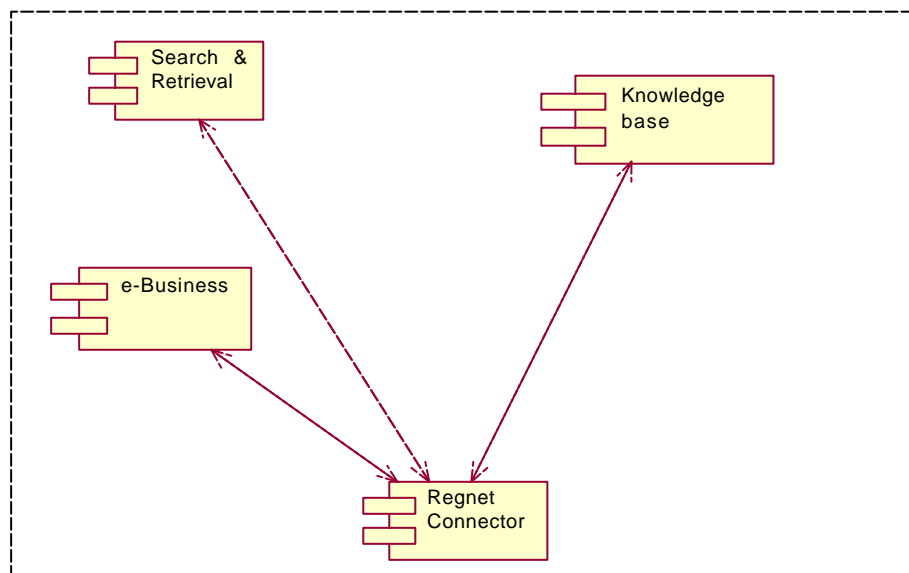 Search &
Retrieval
Knowledge
base
e-Business
Regnet
Connector